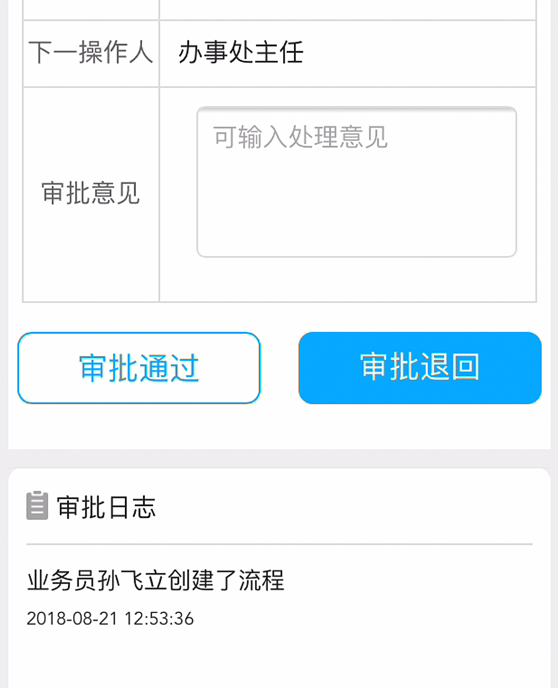 下一操作人 办事处主任
可输入处理意见
审批意见
审批通过 审批退回
审批日志
业务员孙飞立创建了流程
2018-08-21 12:53:36